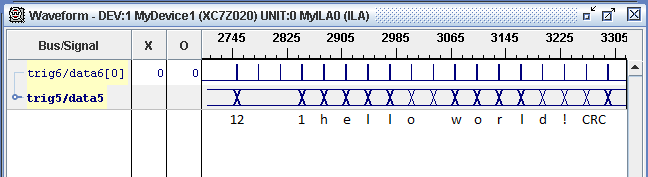 Waveform - DEV:1 MyDevice1 (XC7Z020) UNIT:0 MyILA0 (ILA)
Bus/Signal X O 2745 2825 2905 2985 3065 3145 3225 3305
trig6/data6[0] 0 0
trig5/data5
12 1 h e l l o w o r l d ! CRC